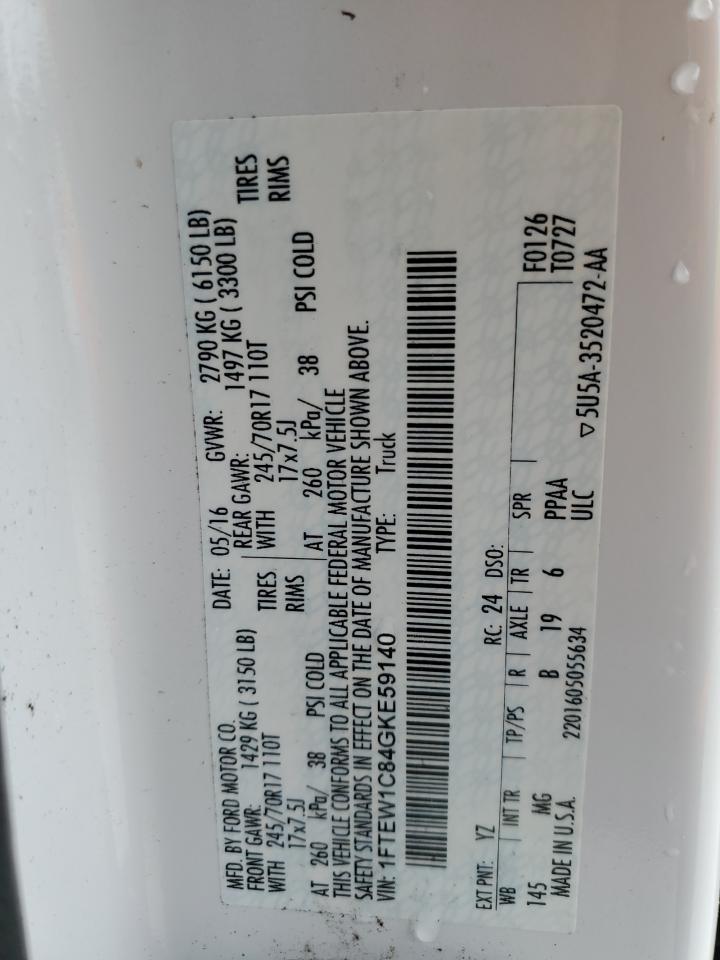 MFD. BY FORD MOTOR CO. DATE: 05/16 GVWR: 2790 KG ( 6150 LB)
FRONT GAWR: 1429 KG ( 3150 LB) REAR GAWR: 1497 KG ( 3300 LB)
WITH 245/70R17 110T TIRES WITH 245/70R17 110T TIRES
17x7.5J RIMS 17x7.5J RIMS
AT 260 kPa/ 38 PSI COLD AT 260 kPa/ 38 PSI COLD
THIS VEHICLE CONFORMS TO ALL APPLICABLE FEDERAL MOTOR VEHICLE
SAFETY STANDARDS IN EFFECT ON THE DATE OF MANUFACTURE SHOWN ABOVE.
VIN: 1FTEW1C84GKE59140 TYPE: Truck
EXT PNT: YZ RC: 24 DSO:
WB INT TR TP/PS R AXLE TR SPR F0126
145 MG B 19 6 PPAA T0727
MADE IN U.S.A. 2201605055634 ULC
▽5U5A-3520472-AA